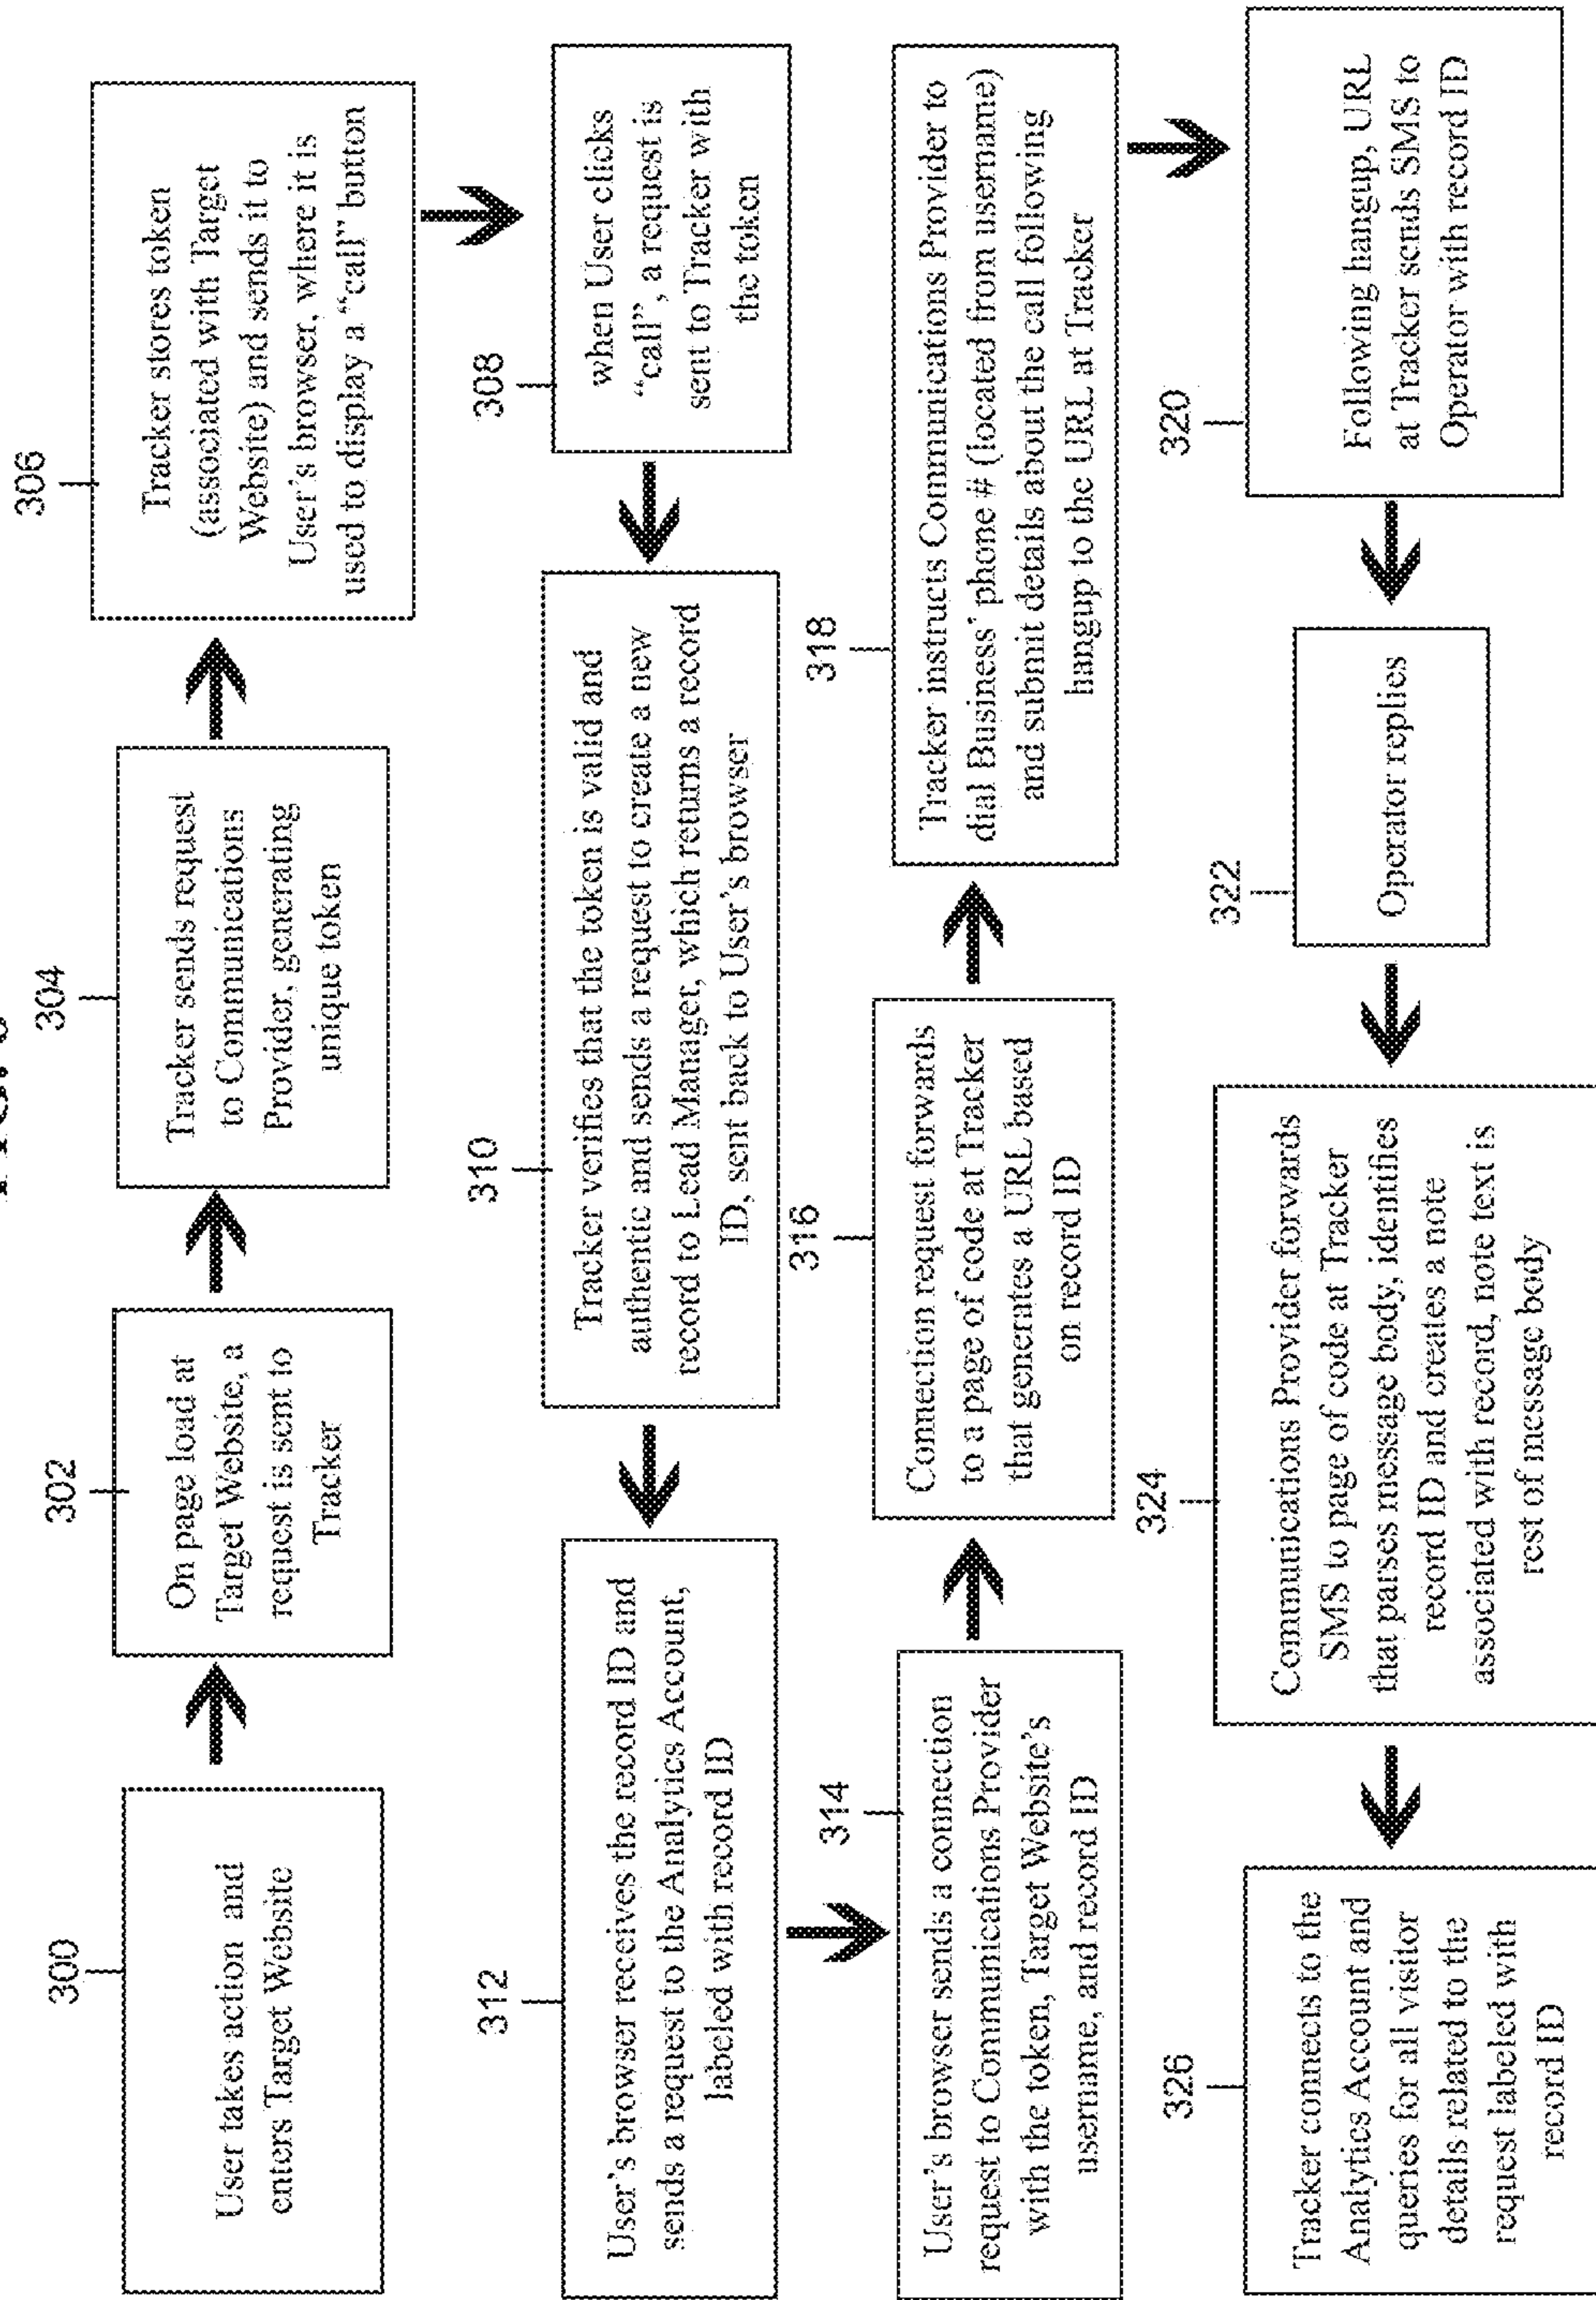 300
User takes action and
enters Target Website
302
On page load at
Target Website, a
request is sent to
Tracker
304
Tracker sends request
to Communications
Provider, generating
unique token
306
Tracker stores token
(associated with Target
Website) and sends it to
User's browser, where it is
used to display a “call” button
308
when User clicks
“call”, a request is
sent to Tracker with
the token
310
Tracker verifies that the token is valid and
authentic and sends a request to create a new
record to Lead Manager, which returns a record
ID, sent back to User's browser
312
User's browser receives the record ID and
sends a request to the Analytics Account,
labeled with record ID
314
User's browser sends a connection
request to Communications Provider
with the token, Target Website's
username, and record ID
316
Connection request forwards
to a page of code at Tracker
that generates a URL based
on record ID
318
Tracker instructs Communications Provider to
dial Business' phone # (located from username)
and submit details about the call following
hangup to the URL at Tracker
320
Following hangup, URL
at Tracker sends SMS to
Operator with record ID
322
Operator replies
324
Communications Provider forwards
SMS to page of code at Tracker
that parses message body, identifies
record ID and creates a note
associated with record, note text is
rest of message body
326
Tracker connects to the
Analytics Account and
queries for all visitor
details related to the
request labeled with
record ID